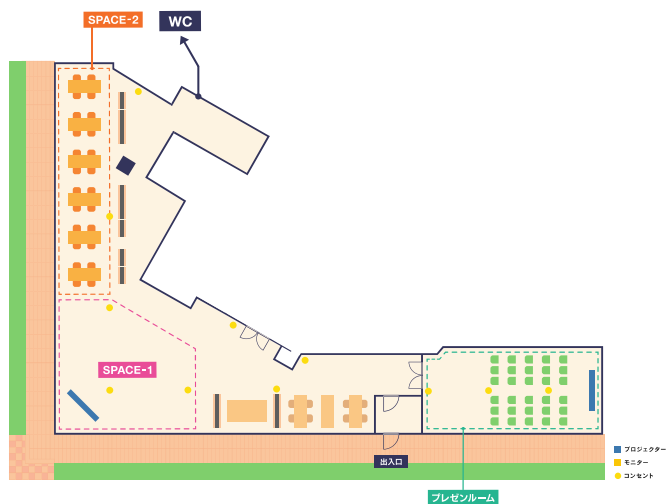 SPACE-2
WC
SPACE-1
出入口
プレゼンルーム
プロジェクター
モニター
コンセント